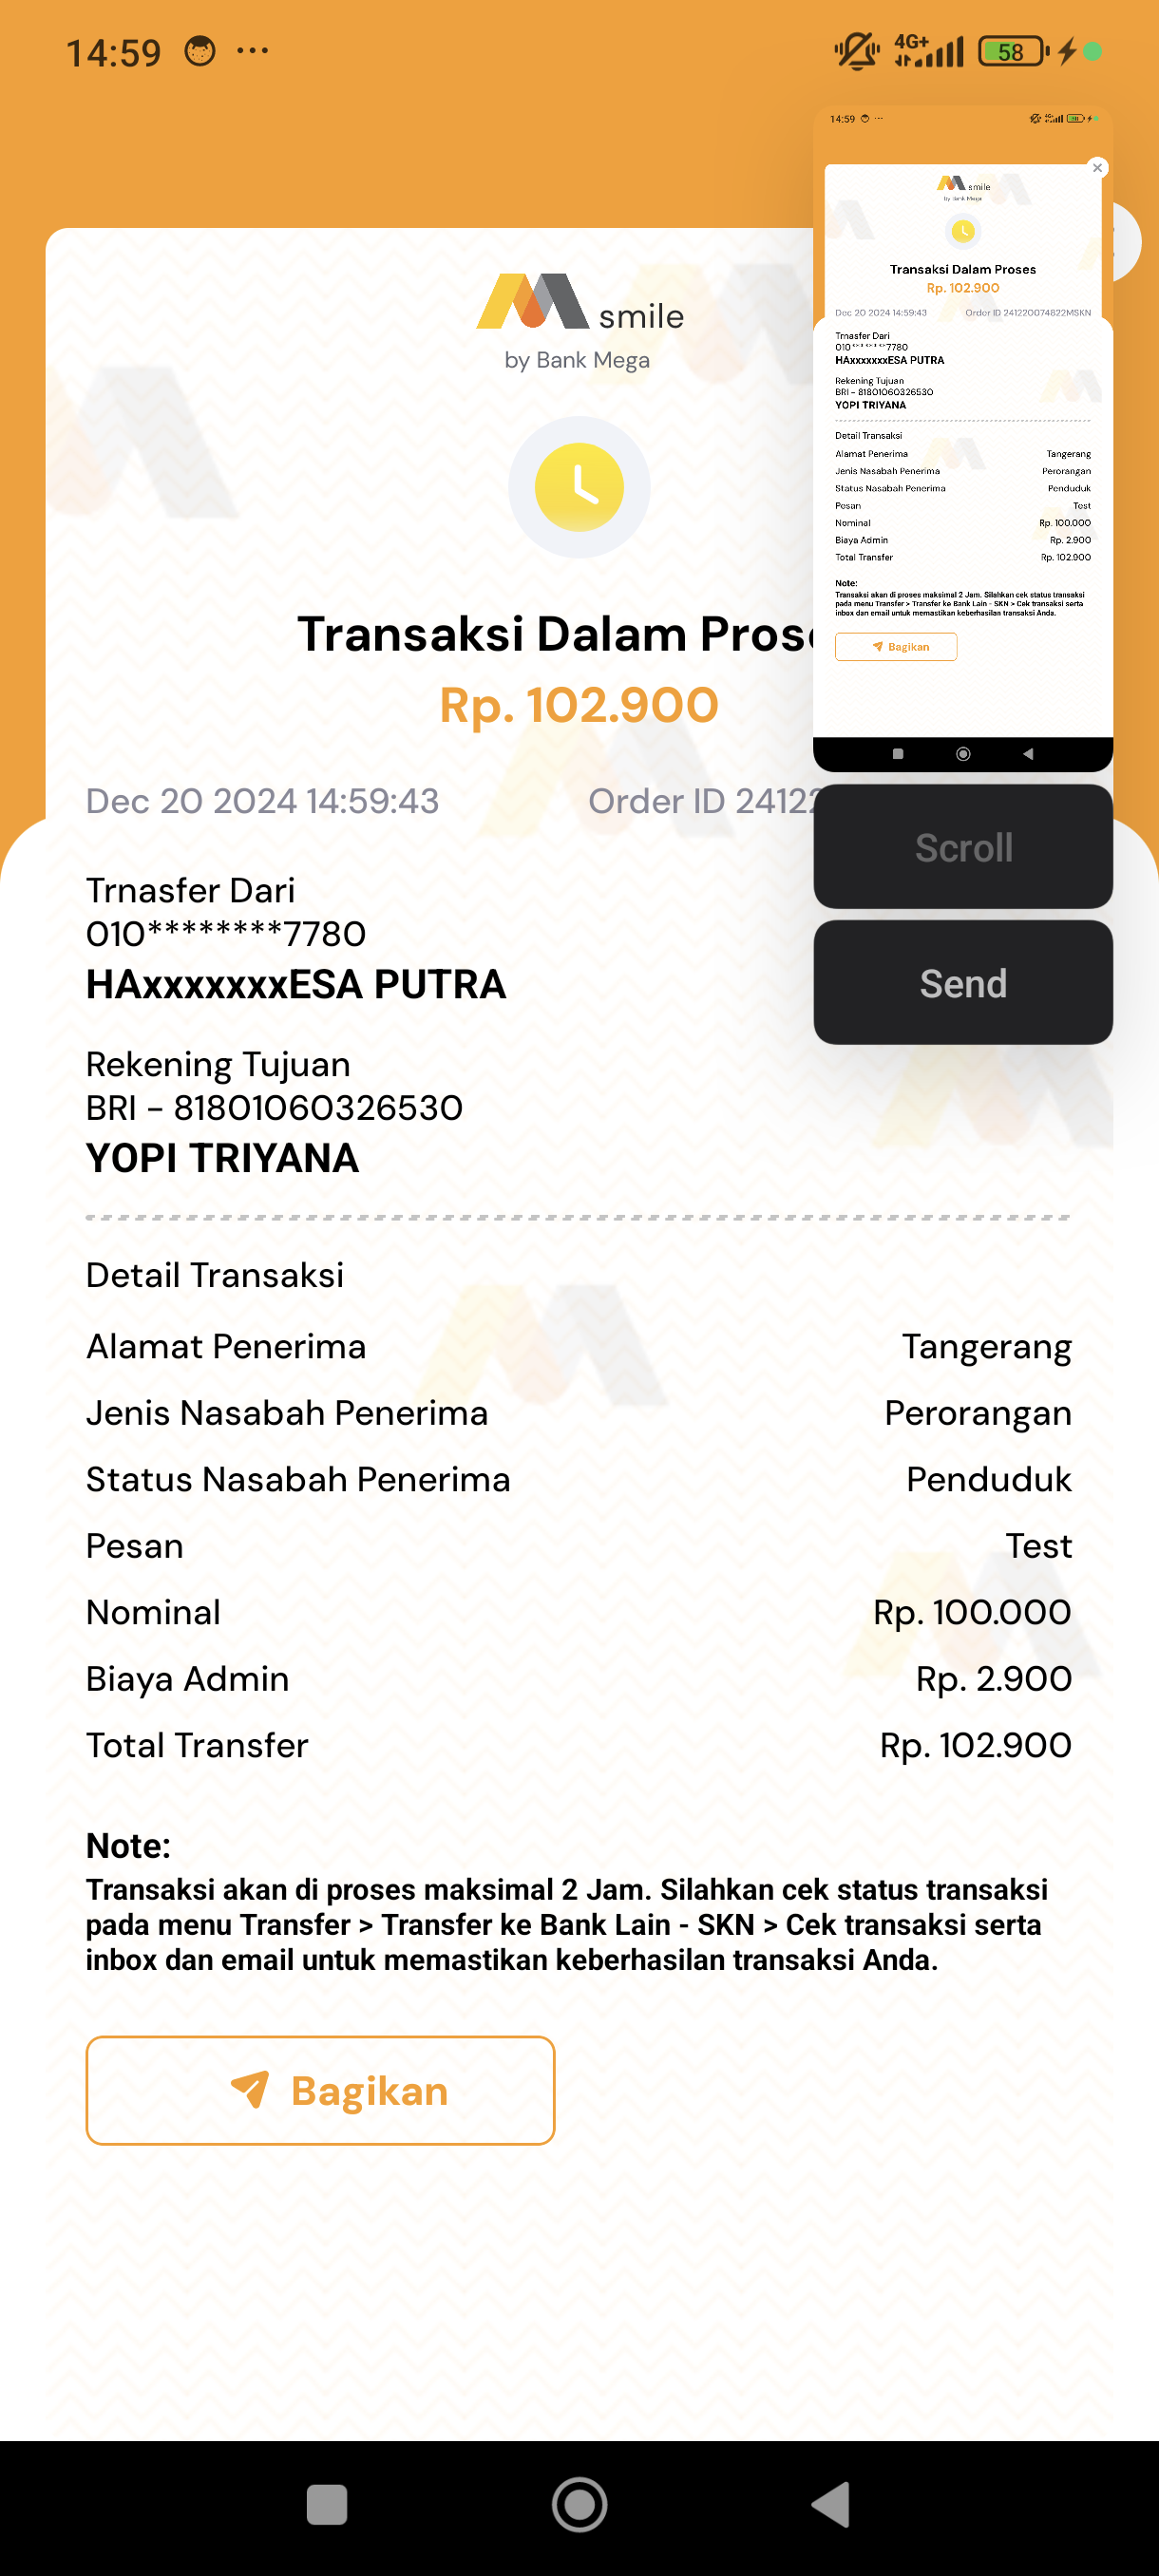 14:59
4G+
58
smile
by Bank Mega
Transaksi Dalam Prose
Rp. 102.900
Dec 20 2024 14:59:43 Order ID 24122
Trnasfer Dari
010********7780
HAxxxxxxxESA PUTRA
Rekening Tujuan
BRI - 81801060326530
YOPI TRIYANA
Detail Transaksi
Alamat Penerima Tangerang
Jenis Nasabah Penerima Perorangan
Status Nasabah Penerima Penduduk
Pesan Test
Nominal Rp. 100.000
Biaya Admin Rp. 2.900
Total Transfer Rp. 102.900
Note:
Transaksi akan di proses maksimal 2 Jam. Silahkan cek status transaksi
pada menu Transfer > Transfer ke Bank Lain - SKN > Cek transaksi serta
inbox dan email untuk memastikan keberhasilan transaksi Anda.
Bagikan
14:59
smile
by Bank Mega
Transaksi Dalam Proses
Rp. 102.900
Dec 20 2024 14:59:43 Order ID 241220074822MSKN
Trnasfer Dari
010********7780
HAxxxxxxxESA PUTRA
Rekening Tujuan
BRI - 81801060326530
YOPI TRIYANA
Detail Transaksi
Alamat Penerima Tangerang
Jenis Nasabah Penerima Perorangan
Status Nasabah Penerima Penduduk
Pesan Test
Nominal Rp. 100.000
Biaya Admin Rp. 2.900
Total Transfer Rp. 102.900
Note:
Transaksi akan di proses maksimal 2 Jam. Silahkan cek status transaksi
pada menu Transfer > Transfer ke Bank Lain - SKN > Cek transaksi serta
inbox dan email untuk memastikan keberhasilan transaksi Anda.
Bagikan
Scroll
Send